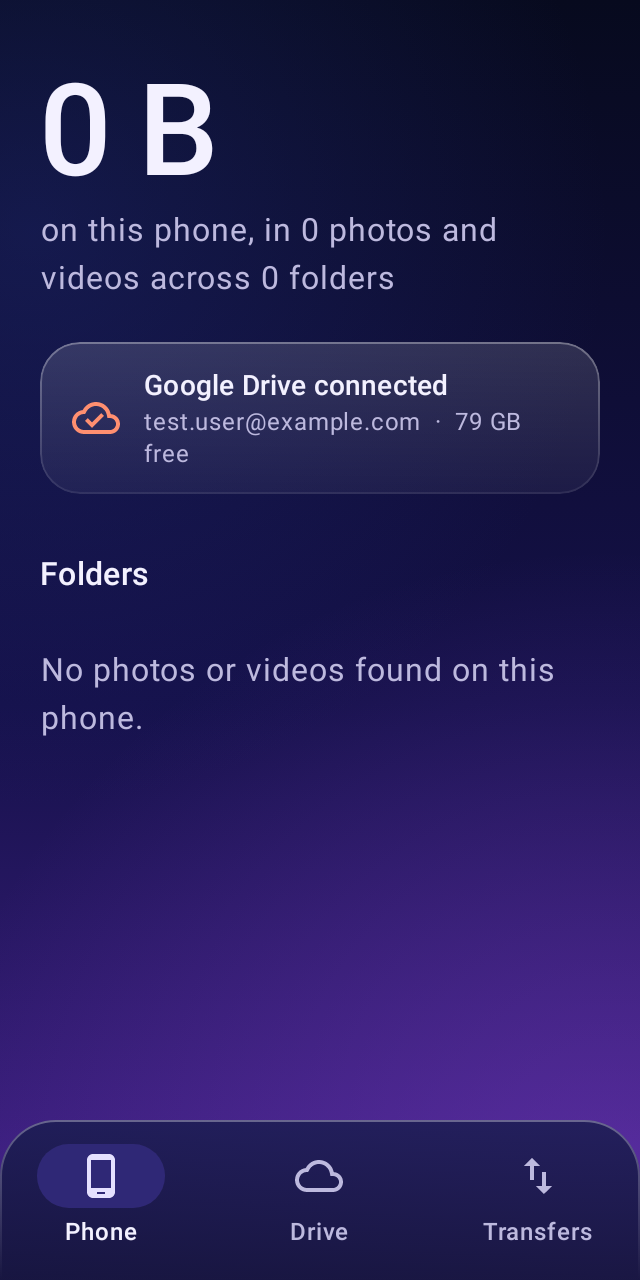 0 B
on this phone, in 0 photos and
videos across 0 folders
Google Drive connected
test.user@example.com · 79 GB
free
Folders
No photos or videos found on this
phone.
Phone
Drive
Transfers